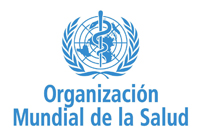 Organización
Mundial de la Salud